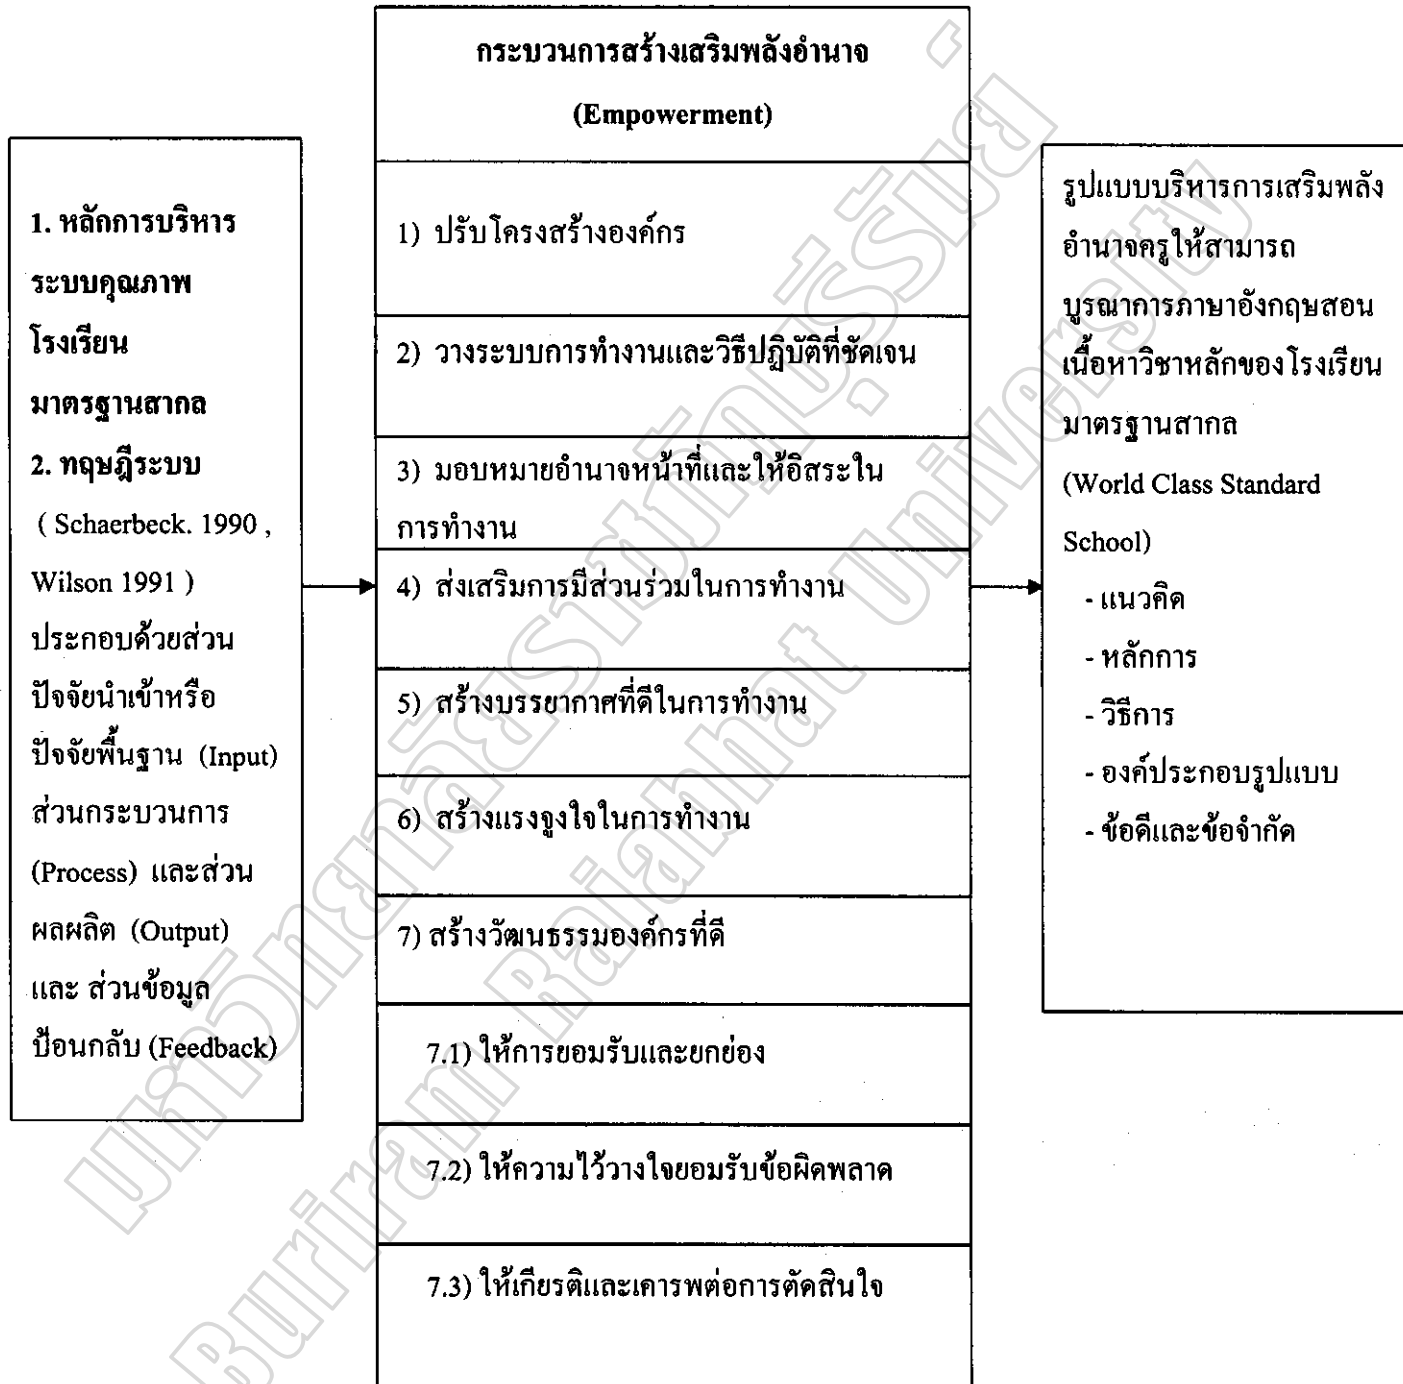 กระบวนการสร้างเสริมพลังอำนาจ
(Empowerment)
1. หลักการบริหาร
ระบบคุณภาพ
โรงเรียน
มาตรฐานสากล
2. ทฤษฎีระบบ
( Schaerbeck. 1990 ,
Wilson 1991 )
ประกอบด้วยส่วน
ปัจจัยนำเข้าหรือ
ปัจจัยพื้นฐาน (Input)
ส่วนกระบวนการ
(Process) และส่วน
ผลผลิต (Output)
และ ส่วนข้อมูล
ป้อนกลับ (Feedback)
1) ปรับโครงสร้างองค์กร
2) วางระบบการทำงานและวิธีปฏิบัติที่ชัดเจน
3) มอบหมายอำนาจหน้าที่และให้อิสระใน
การทำงาน
4) ส่งเสริมการมีส่วนร่วมในการทำงาน
5) สร้างบรรยากาศที่ดีในการทำงาน
6) สร้างแรงจูงใจในการทำงาน
7) สร้างวัฒนธรรมองค์กรที่ดี
7.1) ให้การยอมรับและยกย่อง
7.2) ให้ความไว้วางใจยอมรับข้อผิดพลาด
7.3) ให้เกียรติและเคารพต่อการตัดสินใจ
รูปแบบบริหารการเสริมพลัง
อำนาจครูให้สามารถ
บูรณาการภาษาอังกฤษสอน
เนื้อหาวิชาหลักของโรงเรียน
มาตรฐานสากล
(World Class Standard
School)
- แนวคิด
- หลักการ
- วิธีการ
- องค์ประกอบรูปแบบ
- ข้อดีและข้อจำกัด
มหาวิทยาลัยราชภัฏบุรีรัมย์
Buriram Rajabhat University